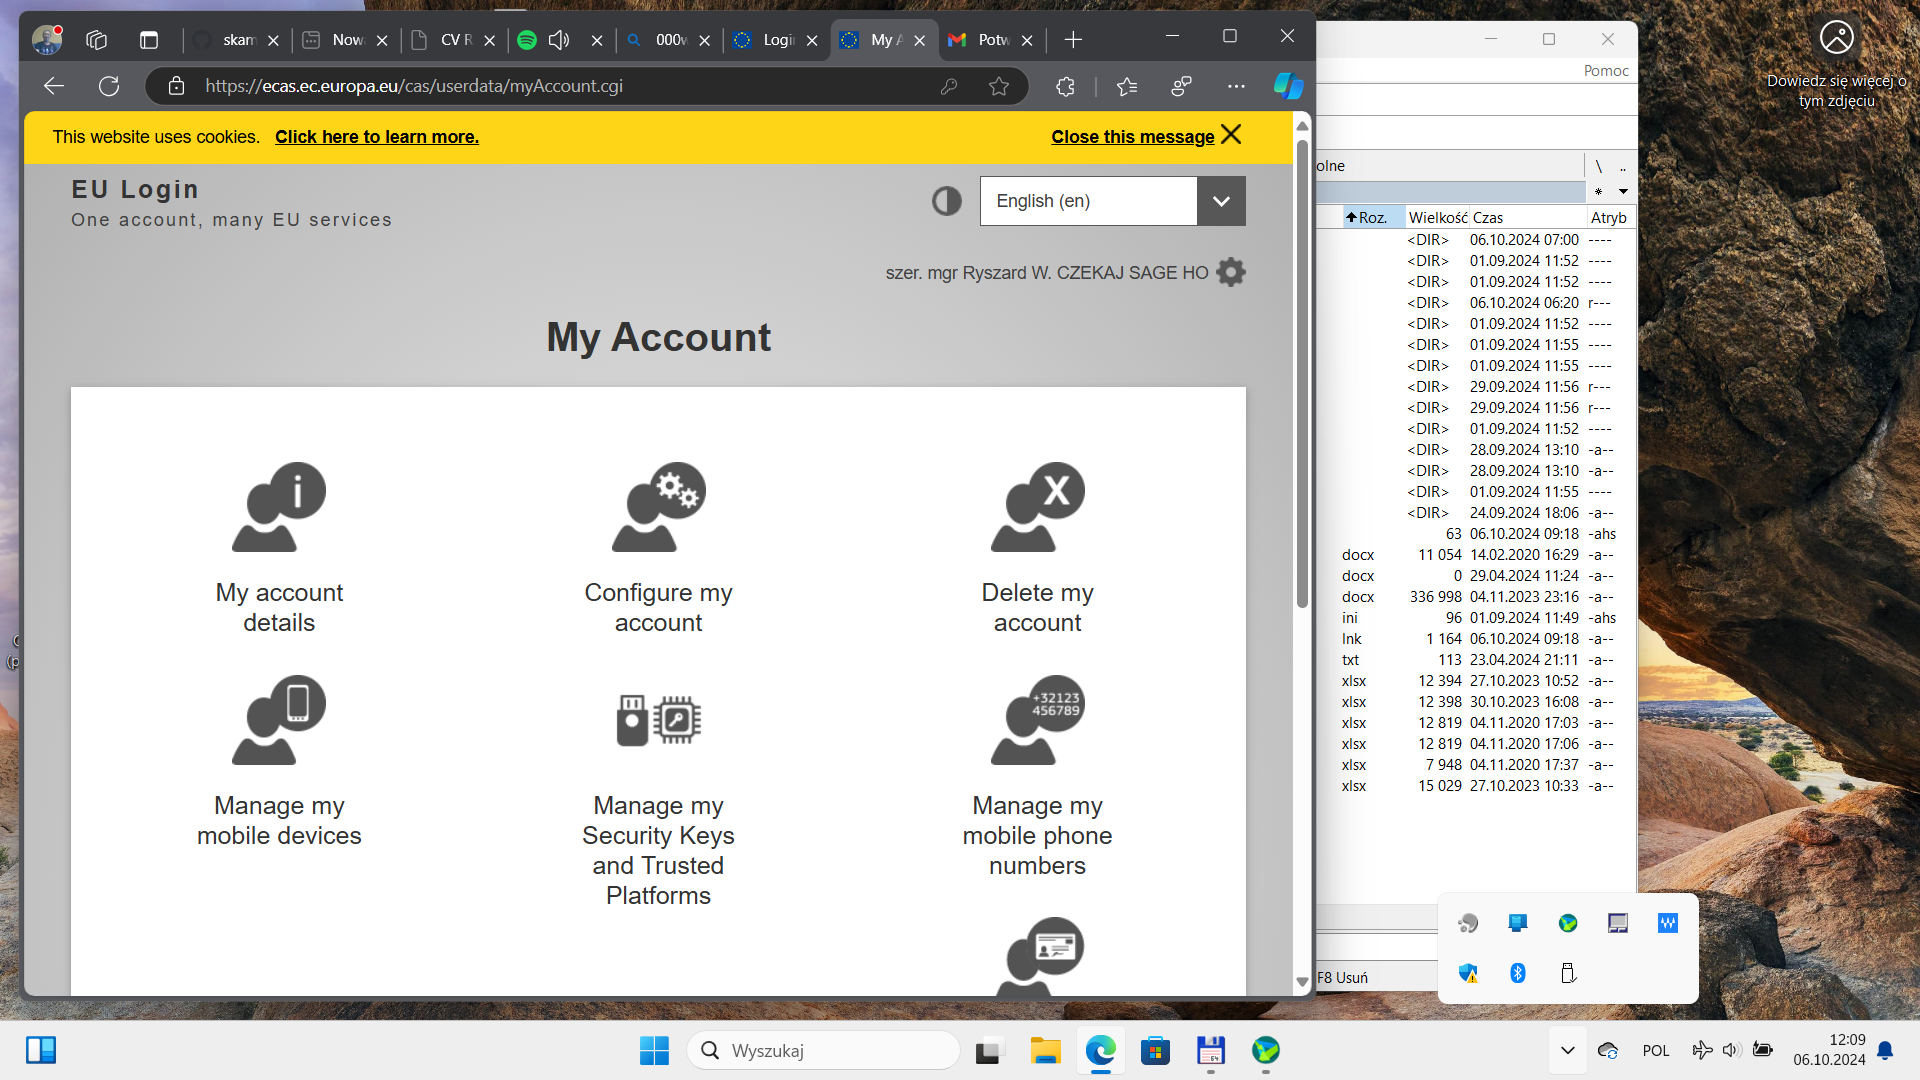 skam
Nowa
CV R
000w
Login
My A
Potw
https://ecas.ec.europa.eu/cas/userdata/myAccount.cgi
This website uses cookies. Click here to learn more.
Close this message
EU Login
One account, many EU services
English (en)
szer. mgr Ryszard W. CZEKAJ SAGE HO
My Account
My account
details
Configure my
account
Delete my
account
Manage my
mobile devices
Manage my
Security Keys
and Trusted
Platforms
+32123
456789
Manage my
mobile phone
numbers
Pomoc
olne
\ ..
* 
Roz. Wielkość Czas Atryb
<DIR> 06.10.2024 07:00 ----
<DIR> 01.09.2024 11:52 ----
<DIR> 01.09.2024 11:52 ----
<DIR> 06.10.2024 06:20 r---
<DIR> 01.09.2024 11:52 ----
<DIR> 01.09.2024 11:55 ----
<DIR> 01.09.2024 11:55 ----
<DIR> 29.09.2024 11:56 r---
<DIR> 29.09.2024 11:56 r---
<DIR> 01.09.2024 11:52 ----
<DIR> 28.09.2024 13:10 -a--
<DIR> 28.09.2024 13:10 -a--
<DIR> 01.09.2024 11:55 ----
<DIR> 24.09.2024 18:06 -a--
63 06.10.2024 09:18 -ahs
docx 11 054 14.02.2020 16:29 -a--
docx 0 29.04.2024 11:24 -a--
docx 336 998 04.11.2023 23:16 -a--
ini 96 01.09.2024 11:49 -ahs
lnk 1 164 06.10.2024 09:18 -a--
txt 113 23.04.2024 21:11 -a--
xlsx 12 394 27.10.2023 10:52 -a--
xlsx 12 398 30.10.2023 16:08 -a--
xlsx 12 819 04.11.2020 17:03 -a--
xlsx 12 819 04.11.2020 17:06 -a--
xlsx 7 948 04.11.2020 17:37 -a--
xlsx 15 029 27.10.2023 10:33 -a--
F8 Usuń
Dowiedz się więcej o
tym zdjęciu
Wyszukaj
64
POL
12:09
06.10.2024